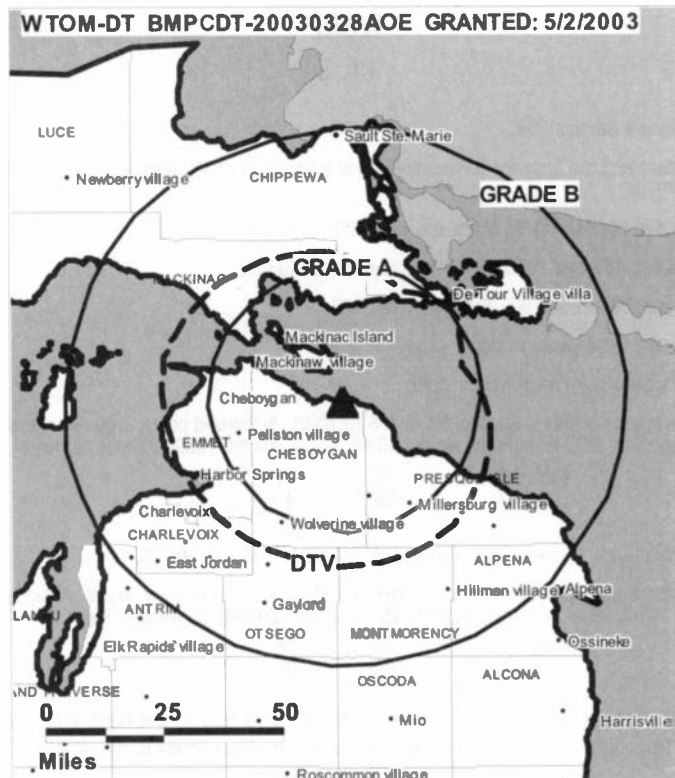 WTOM-DT BMPCDT-20030328AOE GRANTED: 5/2/2003
LUCE
Sault Ste. Marie
Newberry village
CHIPPEWA
GRADE B
GRADE A
MACKINAC
De Tour Village villa
Mackinac Island
Mackinaw village
Cheboygan
Pellston village
EMMET
CHEBOYGAN
Harbor Springs
PRESQUE ISLE
Charlevoix
Millersburg village
Wolverine village
CHARLEVOIX
DTV
ALPENA
East Jordan
Hillman village
Alpena
Gaylord
ANTRIM
OTSEGO
MONTMORENCY
Elk Rapids village
Ossineke
OSCODA
ALCONA
AND TRAVERSE
0 25 50
Mio
Harrisville
Miles
Roscommon village